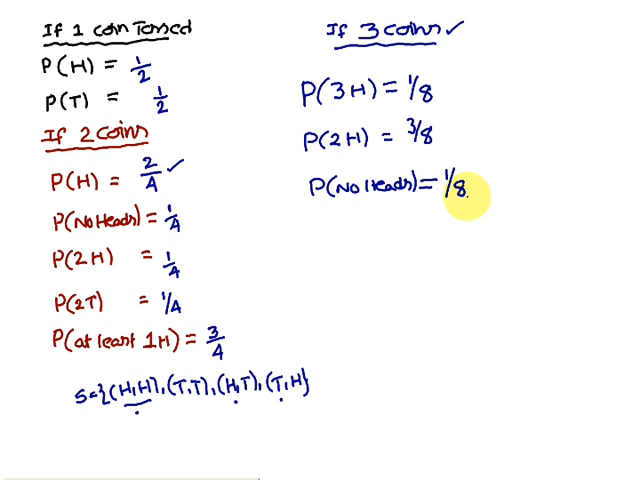 If 1 coin Tossed
P(H) = 1/2
P(T) = 1/2
If 2 coins
P(H) = 2/4 ✓
P(No Heads) = 1/4
P(2H) = 1/4
P(2T) = 1/4
P(at least 1H) = 3/4
S={(H,H),(T,T),(H,T),(T,H}
If 3 coins ✓
P(3H) = 1/8
P(2H) = 3/8
P(No Heads) = 1/8